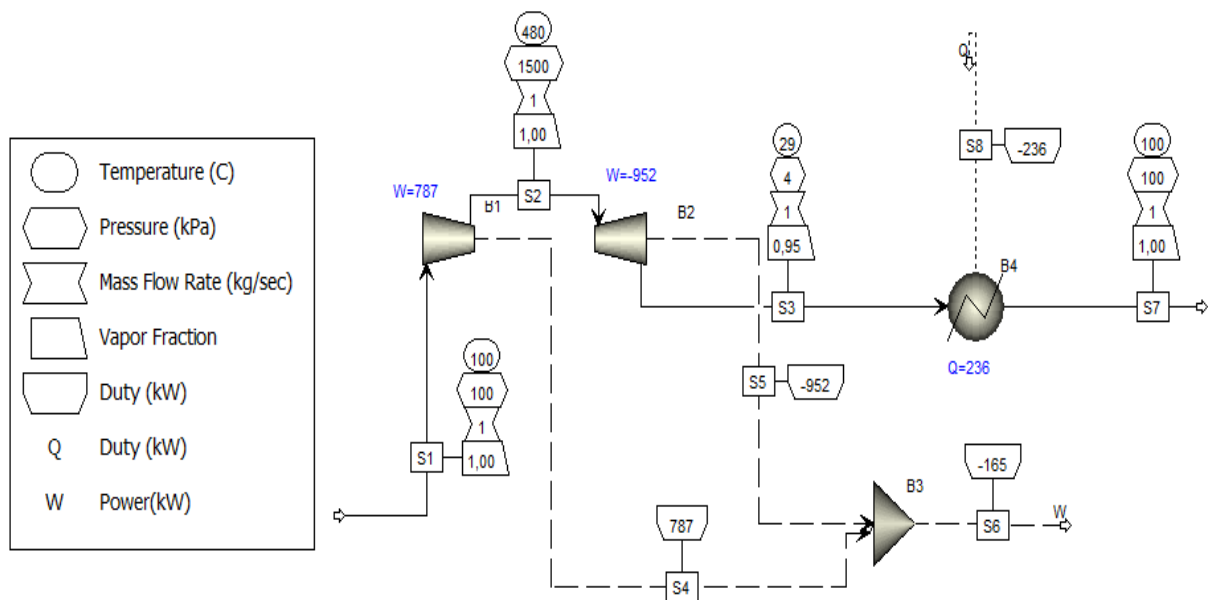 Temperature (C)
Pressure (kPa)
Mass Flow Rate (kg/sec)
Vapor Fraction
Duty (kW)
Q Duty (kW)
W Power(kW)
480
1500
1
1,00
S2
W=787
B1
W=-952
B2
100
100
1
1,00
S1
29
4
1
0,95
S3
Q
S8
-236
B4
Q=236
100
100
1
1,00
S7
S5
-952
787
S4
B3
-165
S6
W